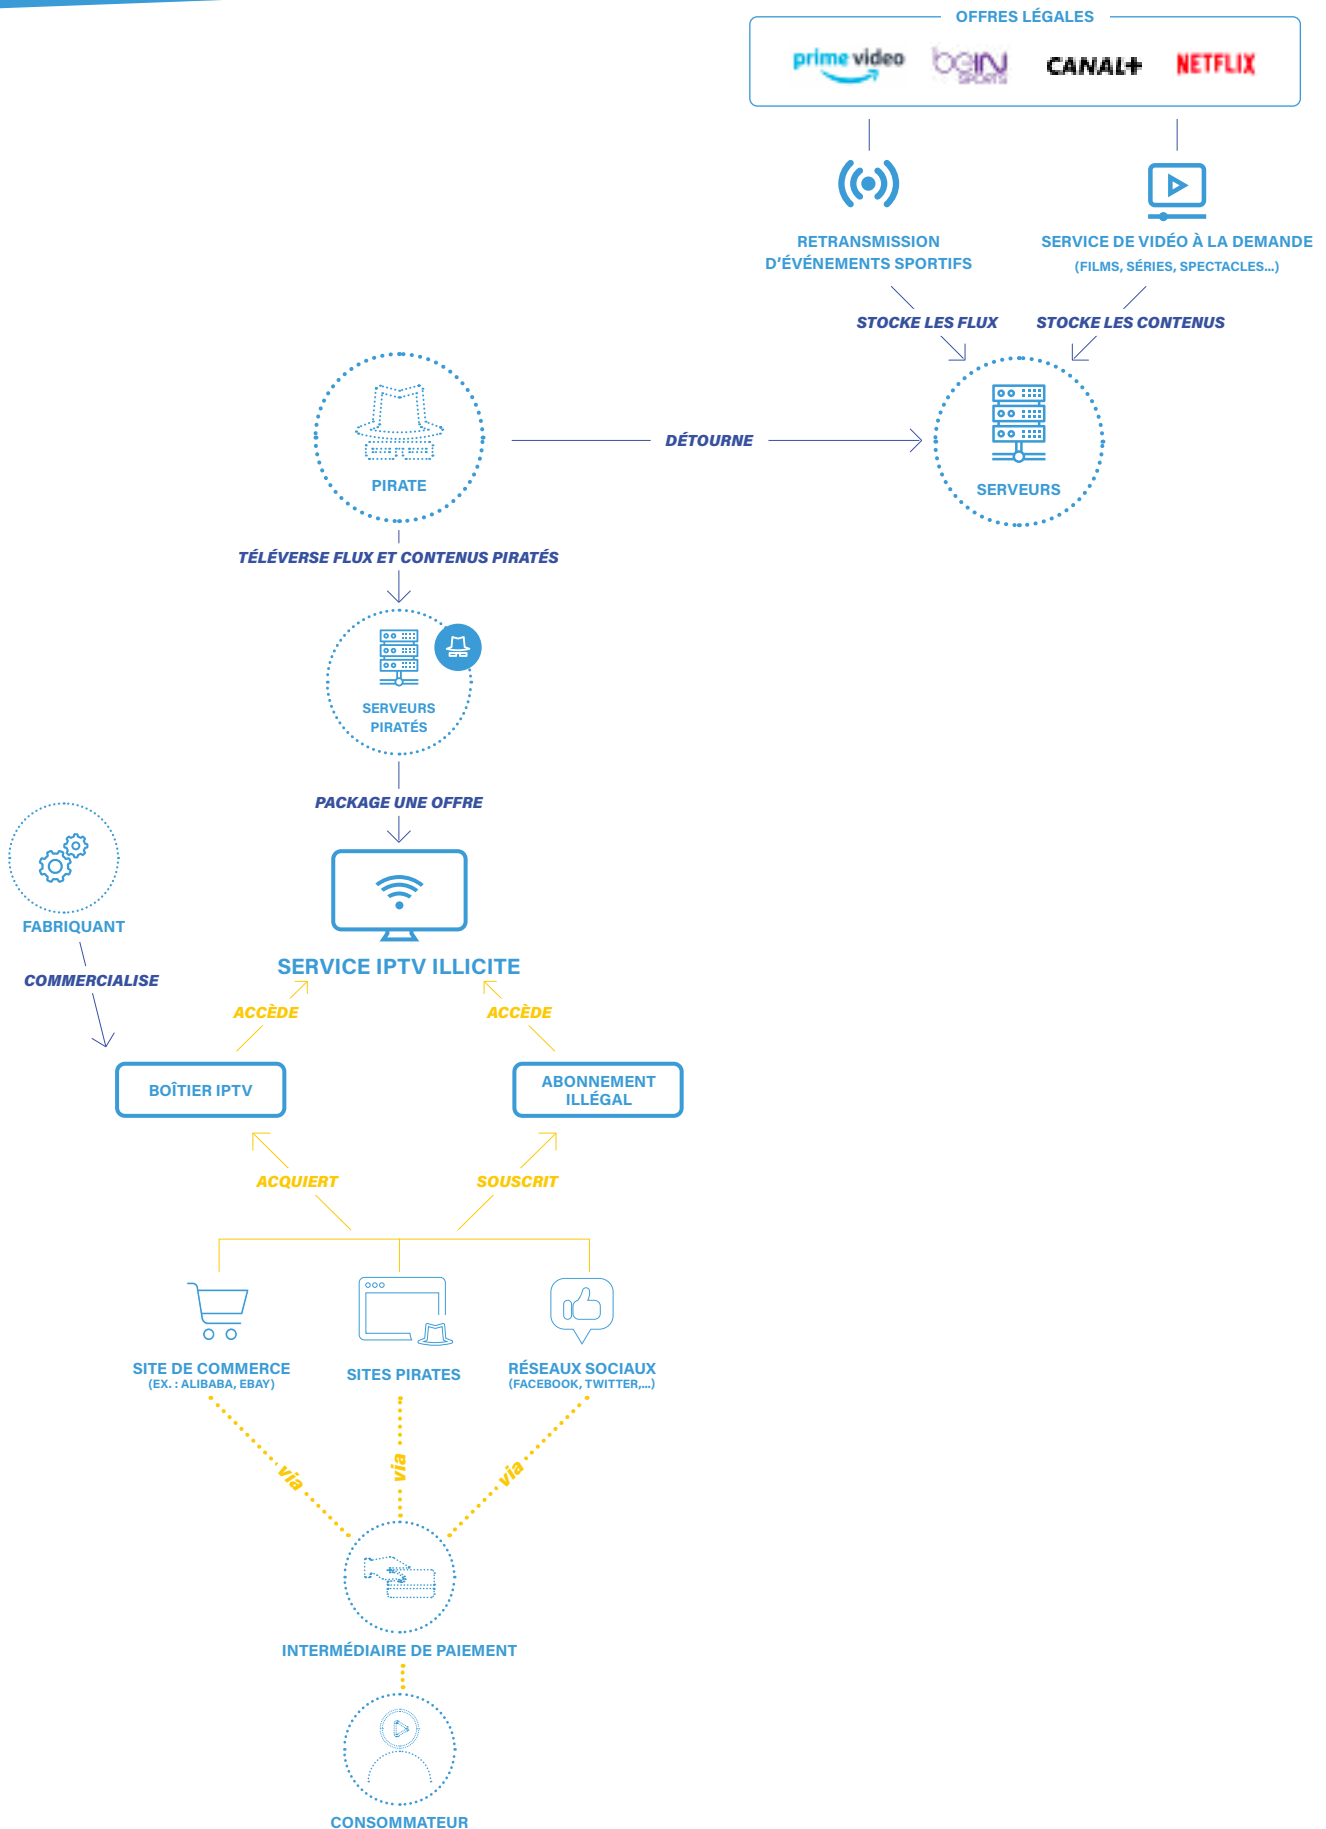 OFFRES LÉGALES
prime video
beIN
SPORTS
CANAL+
NETFLIX
RETRANSMISSION
D'ÉVÉNEMENTS SPORTIFS
SERVICE DE VIDÉO À LA DEMANDE
(FILMS, SÉRIES, SPECTACLES...)
STOCKE LES FLUX
STOCKE LES CONTENUS
PIRATE
DÉTOURNE
SERVEURS
TÉLÉVERSE FLUX ET CONTENUS PIRATÉS
SERVEURS
PIRATÉS
PACKAGE UNE OFFRE
FABRIQUANT
COMMERCIALISE
SERVICE IPTV ILLICITE
ACCÈDE
ACCÈDE
BOÎTIER IPTV
ABONNEMENT
ILLÉGAL
ACQUIERT
SOUSCRIT
SITE DE COMMERCE
(EX. : ALIBABA, EBAY)
SITES PIRATES
RÉSEAUX SOCIAUX
(FACEBOOK, TWITTER,...)
via
via
via
INTERMÉDIAIRE DE PAIEMENT
CONSOMMATEUR